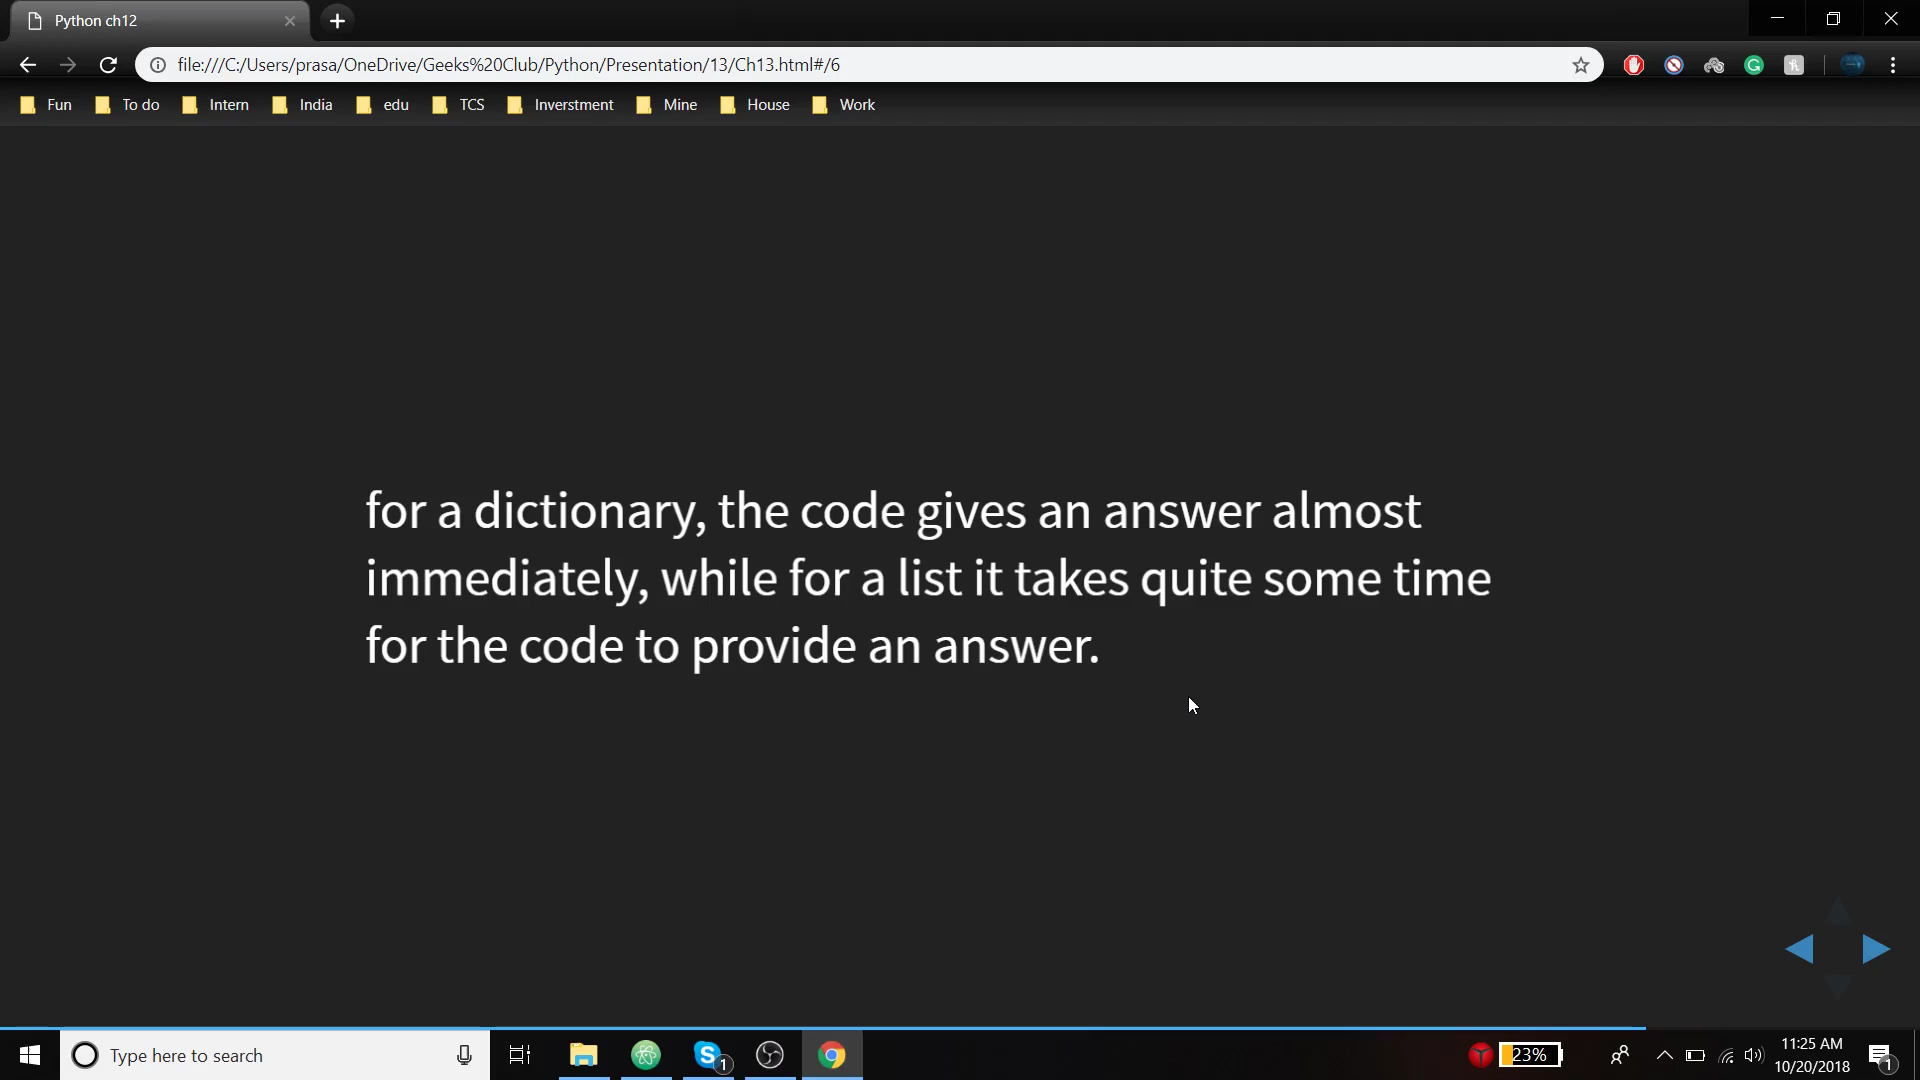 Python ch12
file:///C:/Users/prasa/OneDrive/Geeks%20Club/Python/Presentation/13/Ch13.html#/6
Fun To do Intern India edu TCS Inverstment Mine House Work
for a dictionary, the code gives an answer almost
immediately, while for a list it takes quite some time
for the code to provide an answer.
Type here to search
1
23%
11:25 AM
10/20/2018
1